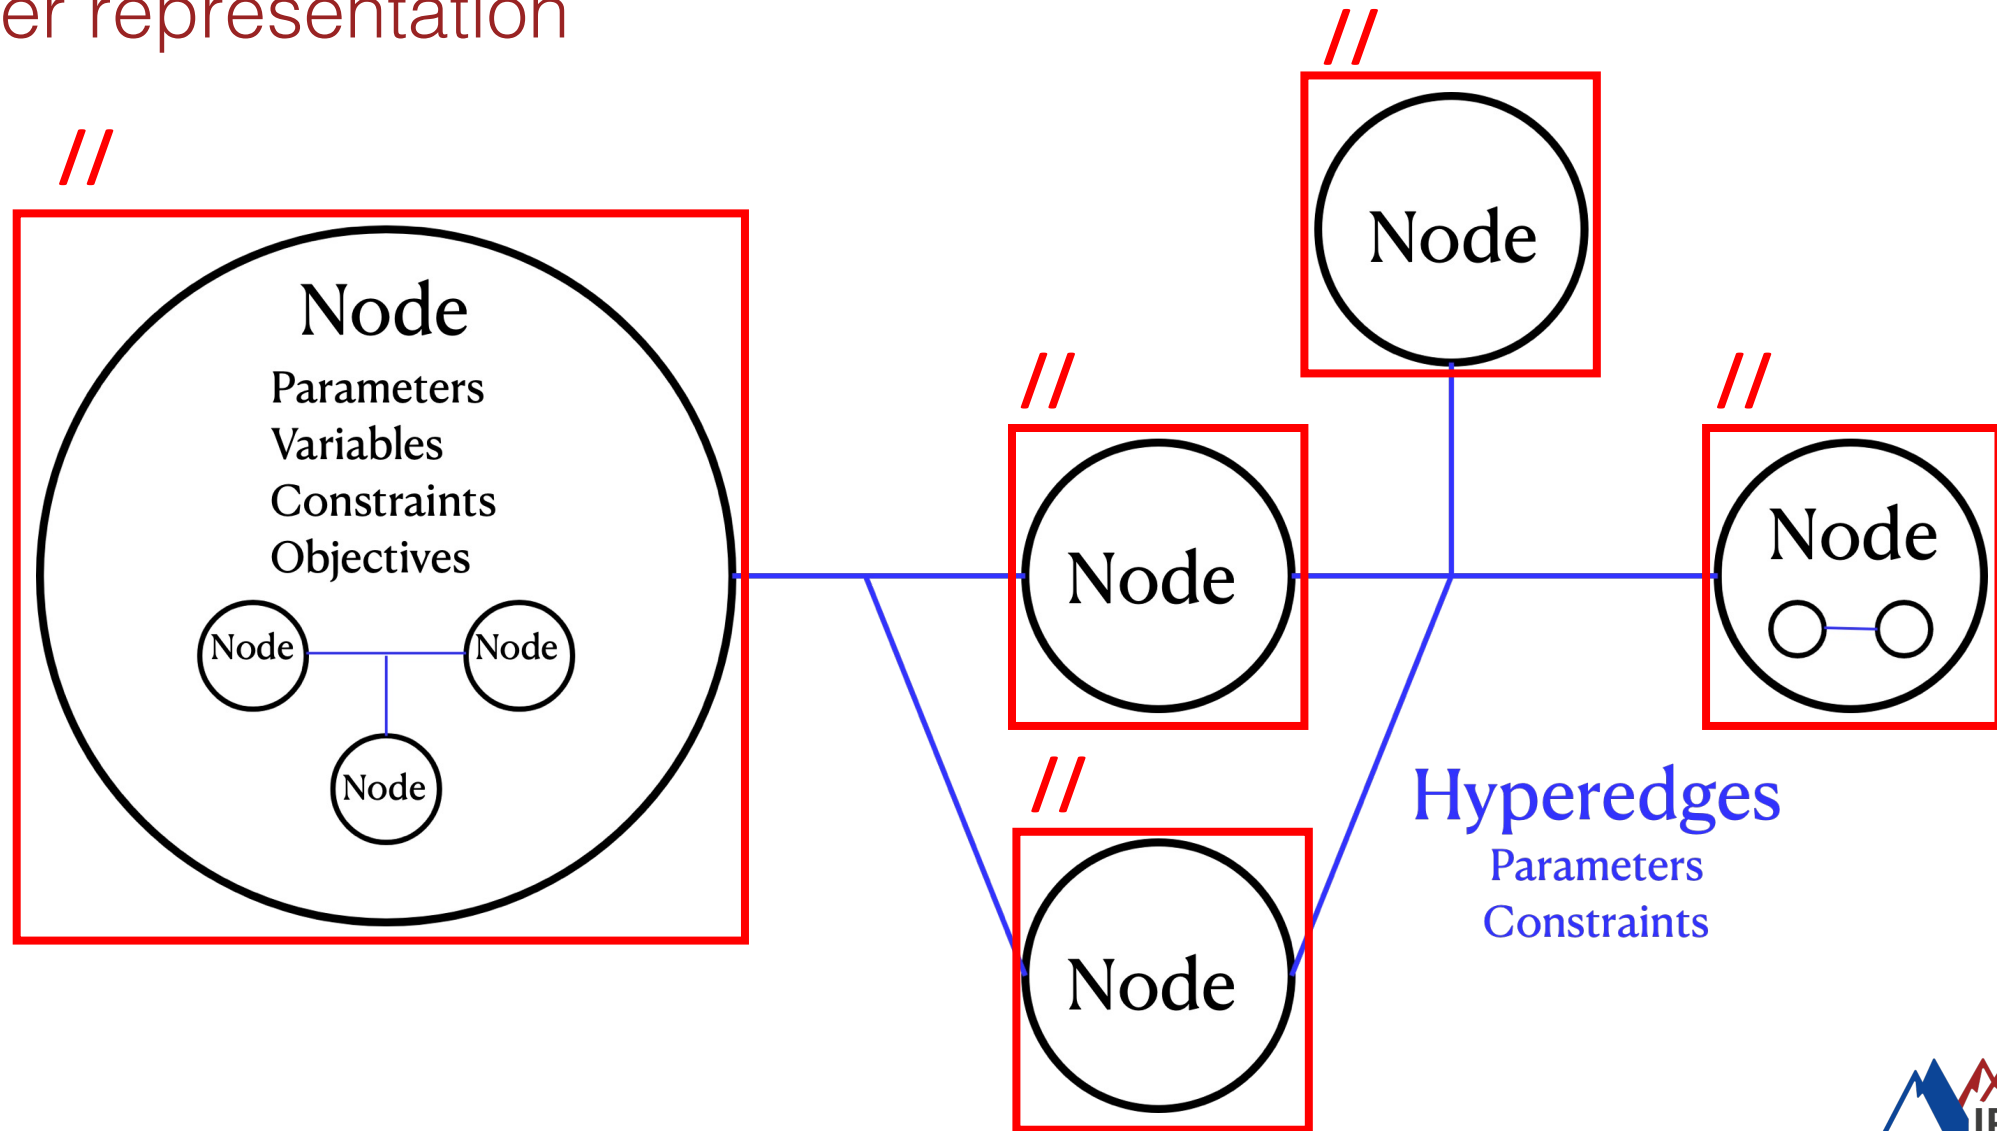 er representation
//
//
Node
Node
Parameters
Variables
Constraints
Objectives
Node
Node
Node
//
Node
//
Node
//
Node
Hyperedges
Parameters
Constraints